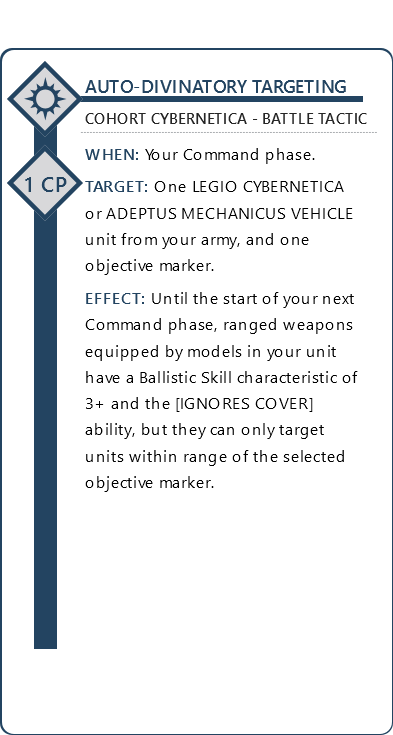 AUTO-DIVINATORY TARGETING
COHORT CYBERNETICA - BATTLE TACTIC
1 CP
WHEN: Your Command phase.
TARGET: One LEGIO CYBERNETICA
or ADEPTUS MECHANICUS VEHICLE
unit from your army, and one
objective marker.
EFFECT: Until the start of your next
Command phase, ranged weapons
equipped by models in your unit
have a Ballistic Skill characteristic of
3+ and the [IGNORES COVER]
ability, but they can only target
units within range of the selected
objective marker.